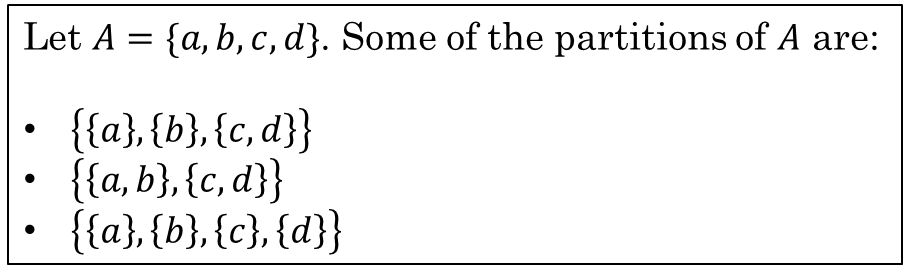 Let A = {a, b, c, d}. Some of the partitions of A are:
• {{a}, {b}, {c, d}}
• {{a, b}, {c, d}}
• {{a}, {b}, {c}, {d}}